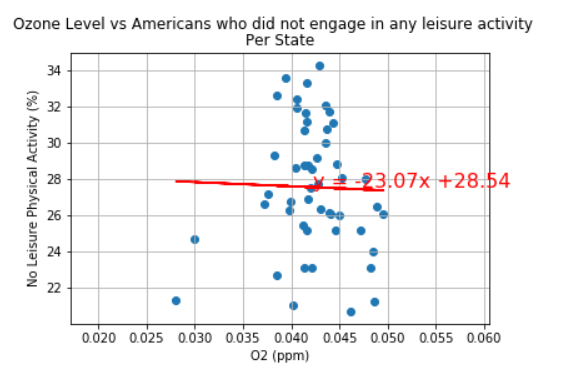 Ozone Level vs Americans who did not engage in any leisure activity
Per State
No Leisure Physical Activity (%)
34
32
30
28
26
24
22
y = -23.07x +28.54
0.020 0.025 0.030 0.035 0.040 0.045 0.050 0.055 0.060
O2 (ppm)